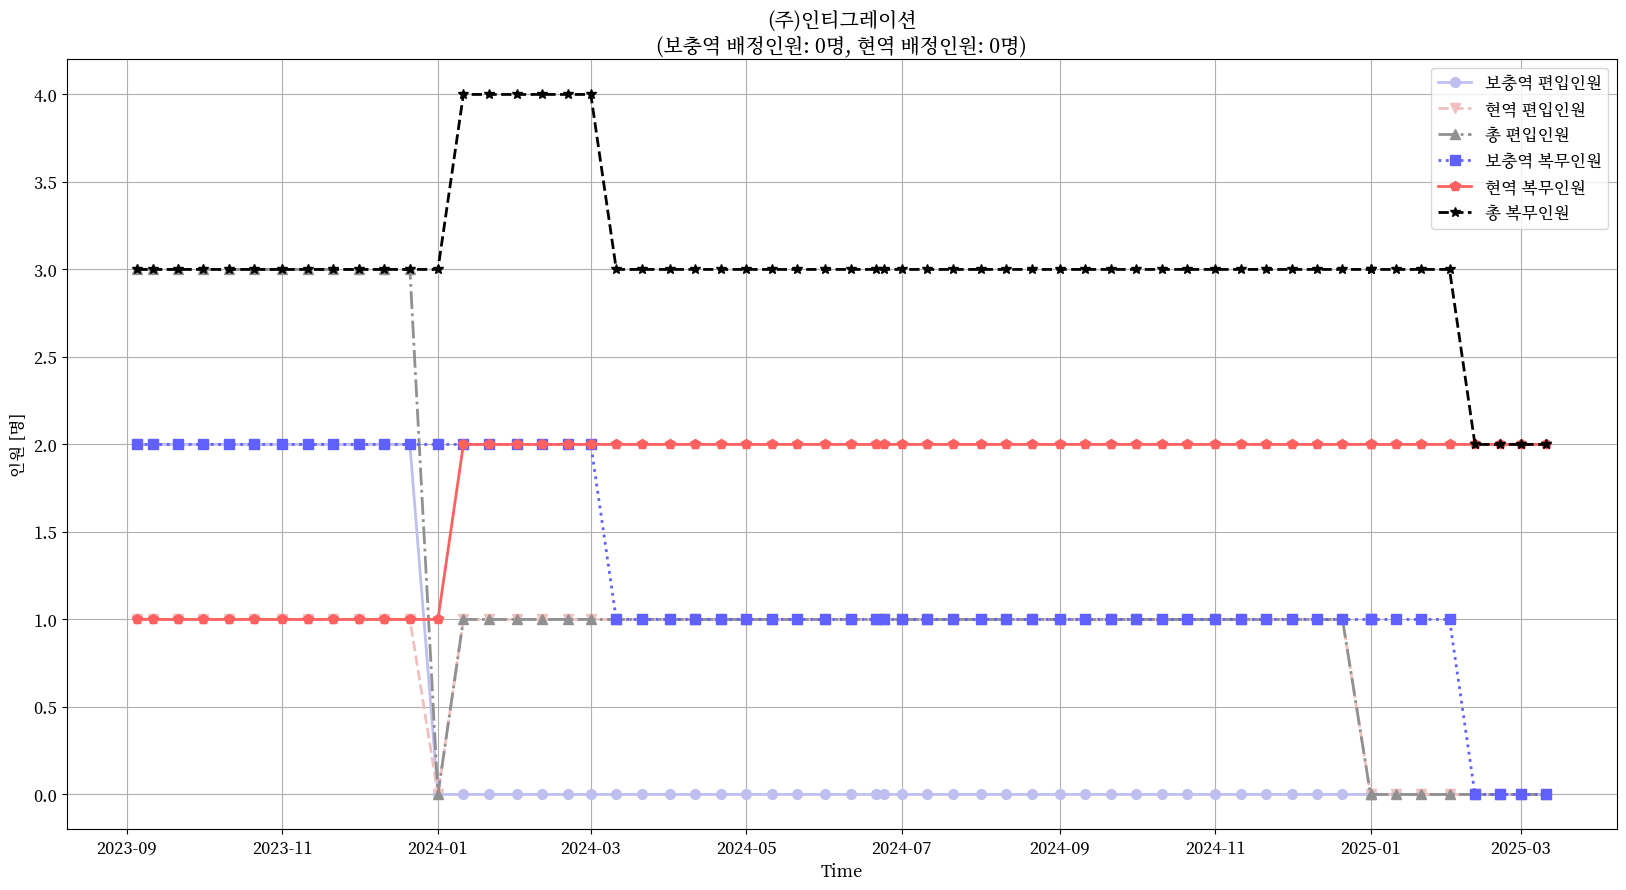 (주)인티그레이션
(보충역 배정인원: 0명, 현역 배정인원: 0명)
보충역 편입인원
현역 편입인원
총 편입인원
보충역 복무인원
현역 복무인원
총 복무인원
인원 [명]
4.0
3.5
3.0
2.5
2.0
1.5
1.0
0.5
0.0
2023-09
2023-11
2024-01
2024-03
2024-05
2024-07
2024-09
2024-11
2025-01
2025-03
Time